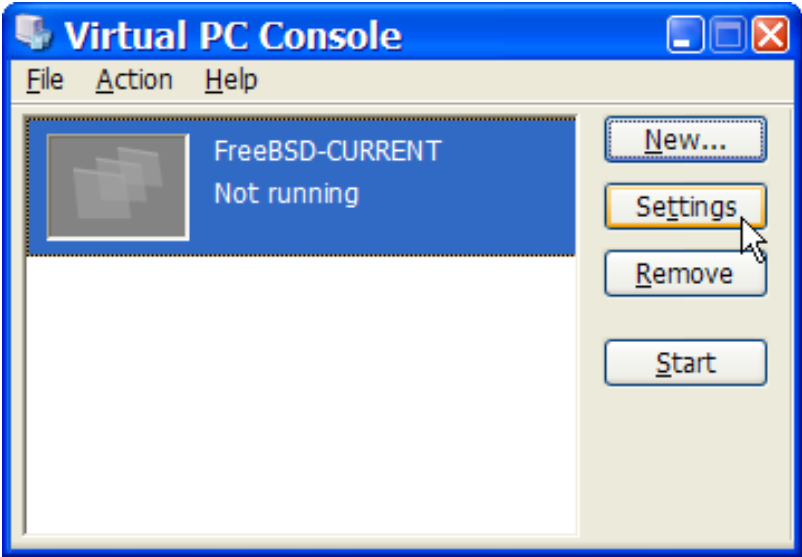 Virtual PC Console
File Action Help
FreeBSD-CURRENT
Not running
New...
Settings
Remove
Start